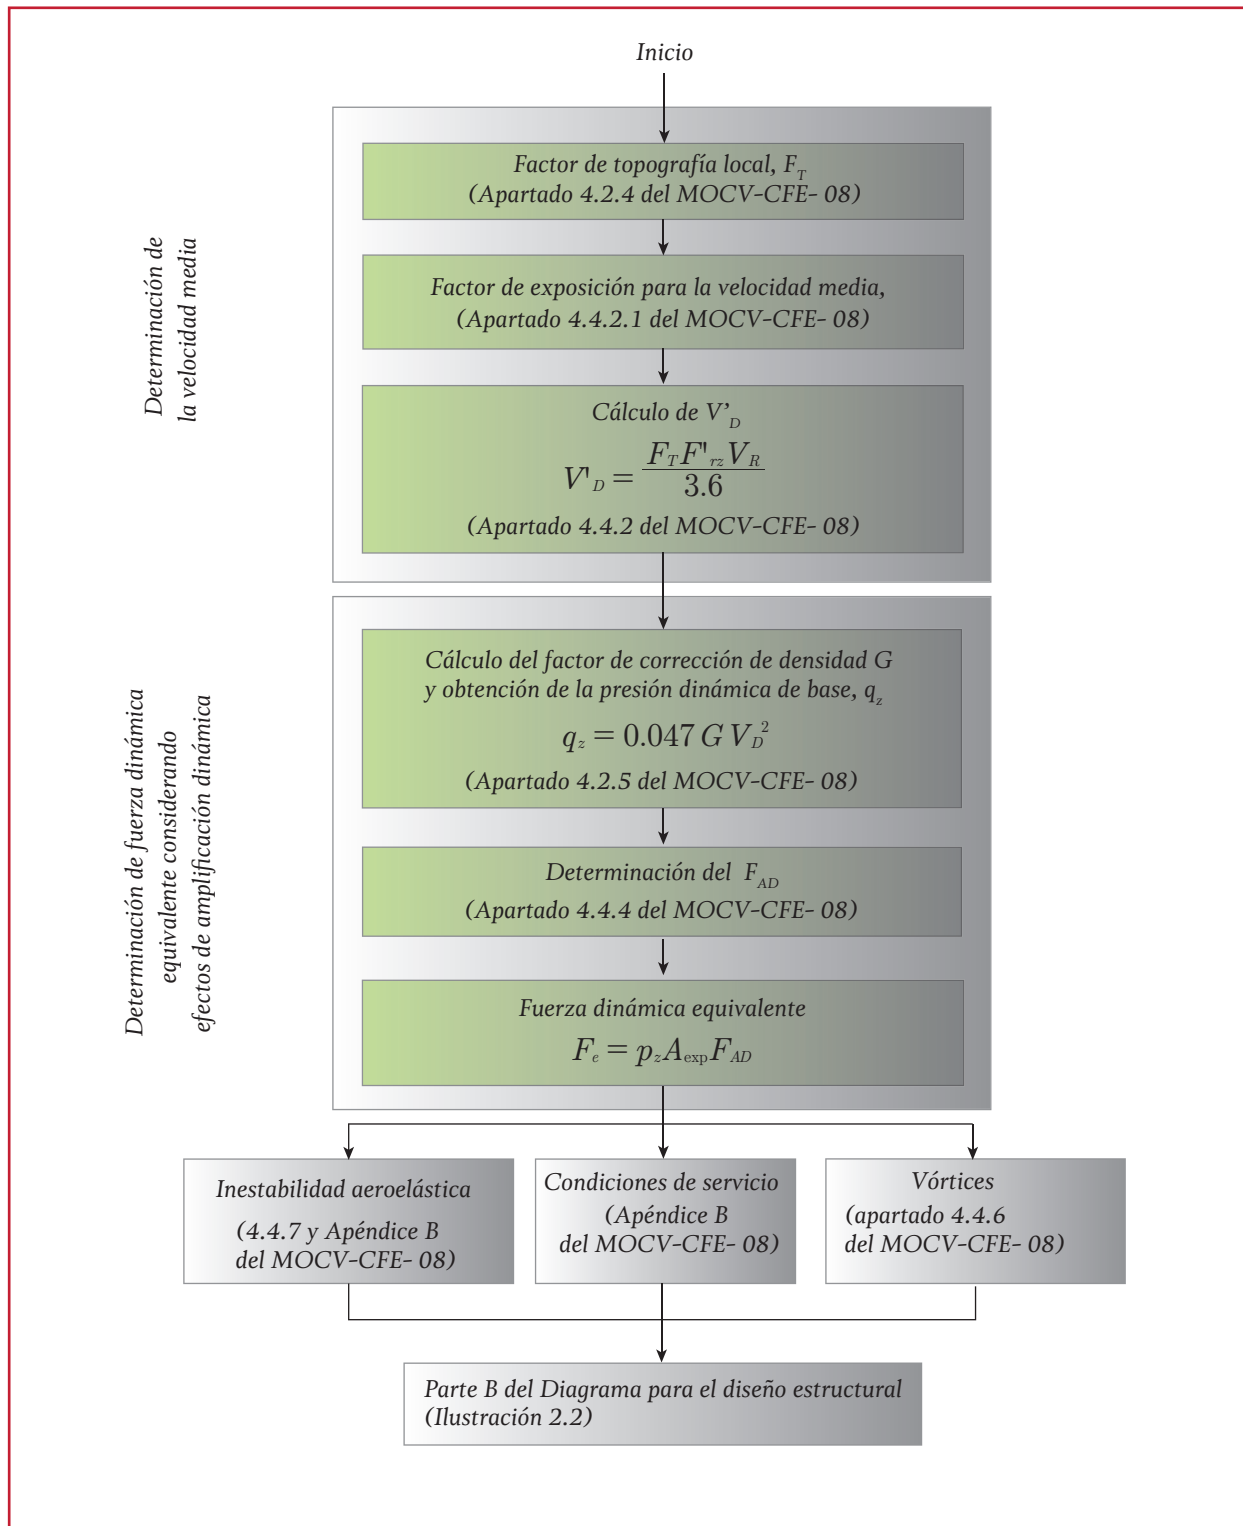 Inicio
Determinación de
la velocidad media
Factor de topografía local, F_T
(Apartado 4.2.4 del MOCV-CFE- 08)
Factor de exposición para la velocidad media,
(Apartado 4.4.2.1 del MOCV-CFE- 08)
Cálculo de V'_D
V'_D = F_T F'_rz V_R / 3.6
(Apartado 4.4.2 del MOCV-CFE- 08)
Determinación de fuerza dinámica
equivalente considerando
efectos de amplificación dinámica
Cálculo del factor de corrección de densidad G
y obtención de la presión dinámica de base, q_z
q_z = 0.047 G V_D^2
(Apartado 4.2.5 del MOCV-CFE- 08)
Determinación del F_AD
(Apartado 4.4.4 del MOCV-CFE- 08)
Fuerza dinámica equivalente
F_e = p_z A_exp F_AD
Inestabilidad aeroelástica
(4.4.7 y Apéndice B
del MOCV-CFE- 08)
Condiciones de servicio
(Apéndice B
del MOCV-CFE- 08)
Vórtices
(apartado 4.4.6
del MOCV-CFE- 08)
Parte B del Diagrama para el diseño estructural
(Ilustración 2.2)